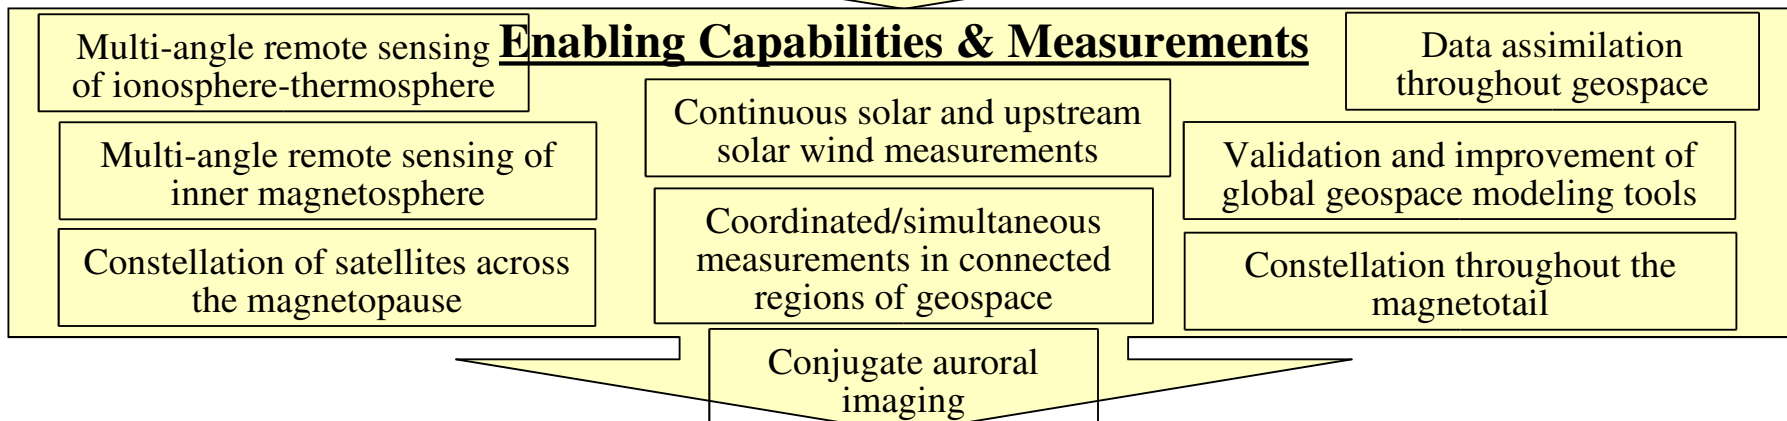 Enabling Capabilities & Measurements
Multi-angle remote sensing
of ionosphere-thermosphere
Multi-angle remote sensing of
inner magnetosphere
Constellation of satellites across
the magnetopause
Continuous solar and upstream
solar wind measurements
Coordinated/simultaneous
measurements in connected
regions of geospace
Conjugate auroral
imaging
Data assimilation
throughout geospace
Validation and improvement of
global geospace modeling tools
Constellation throughout the
magnetotail